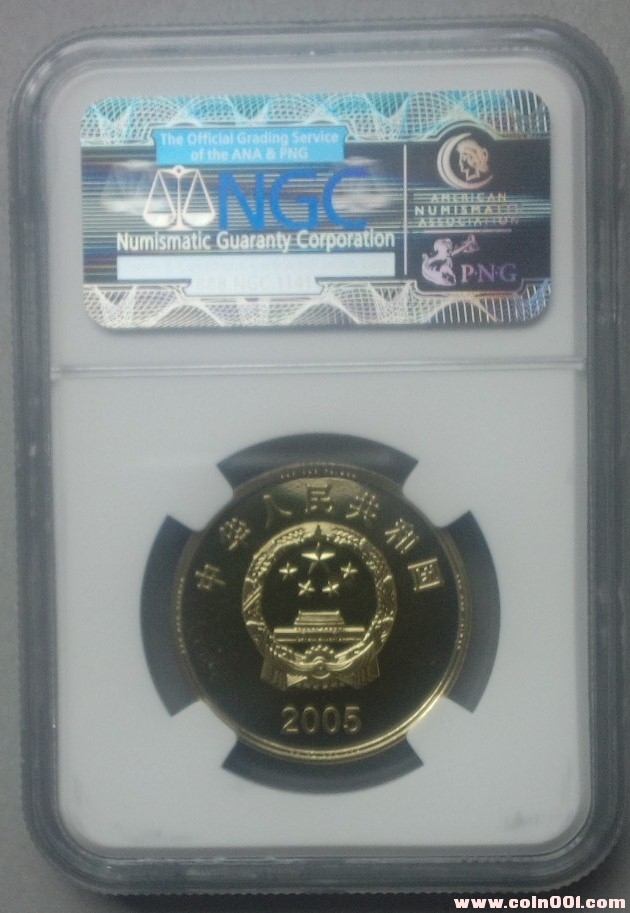 The Official Grading Service
of the ANA & PNG
NGC
Numismatic Guaranty Corporation
AMERICAN
NUMISMATIC
ASSOCIATION
PNG
中华人民共和国
2005
www.coin001.com